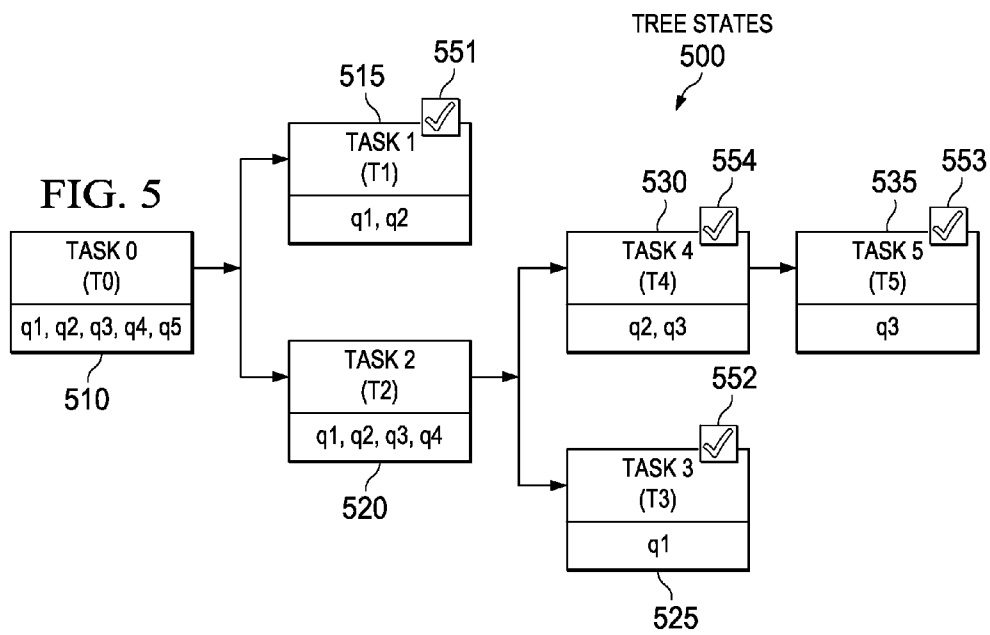 TREE STATES
500
551
515
TASK 1
(T1)
q1, q2
FIG. 5
TASK 0
(T0)
q1, q2, q3, q4, q5
510
554
530
TASK 4
(T4)
q2, q3
553
535
TASK 5
(T5)
q3
TASK 2
(T2)
q1, q2, q3, q4
520
552
TASK 3
(T3)
q1
525